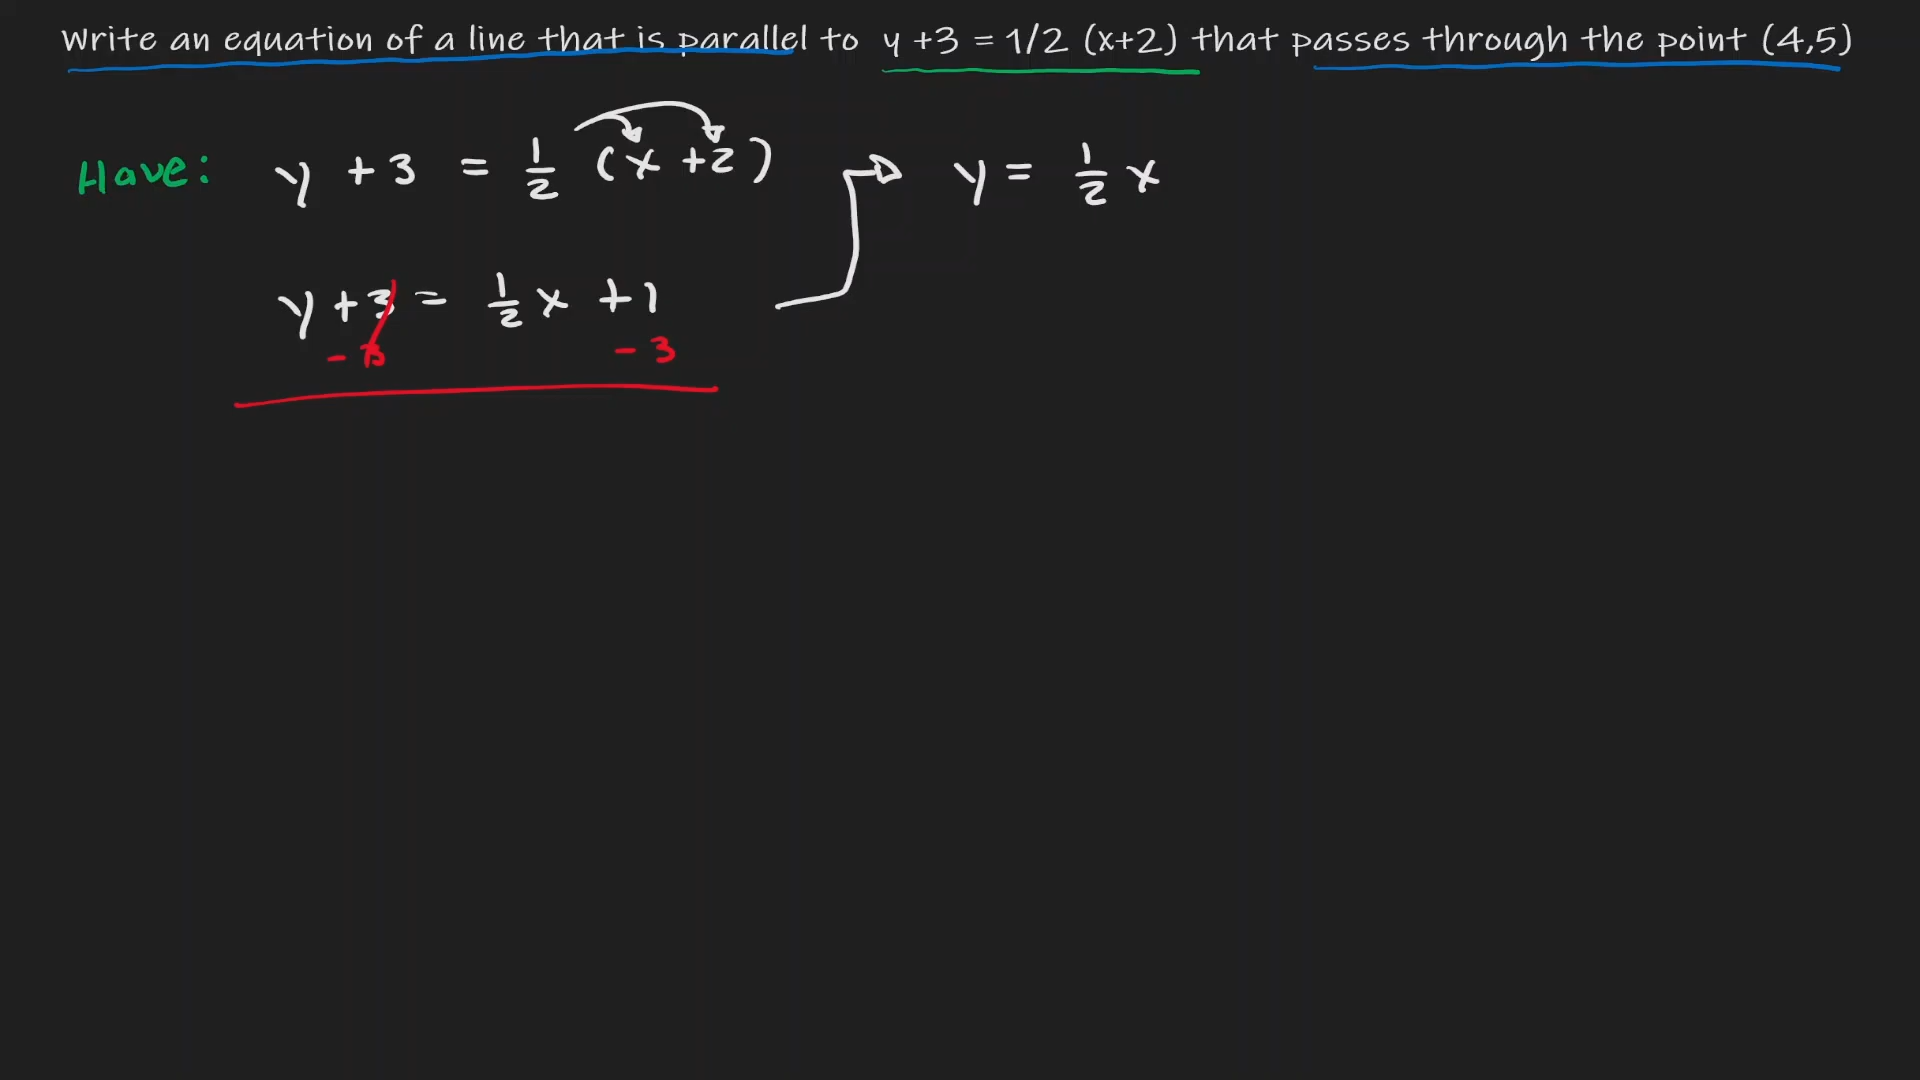 Write an equation of a line that is parallel to y +3 = 1/2 (x+2) that passes through the point (4,5)
Have: y + 3 = 1/2 (x + 2) y = 1/2 x
y + 3 = 1/2 x + 1
- 3 - 3